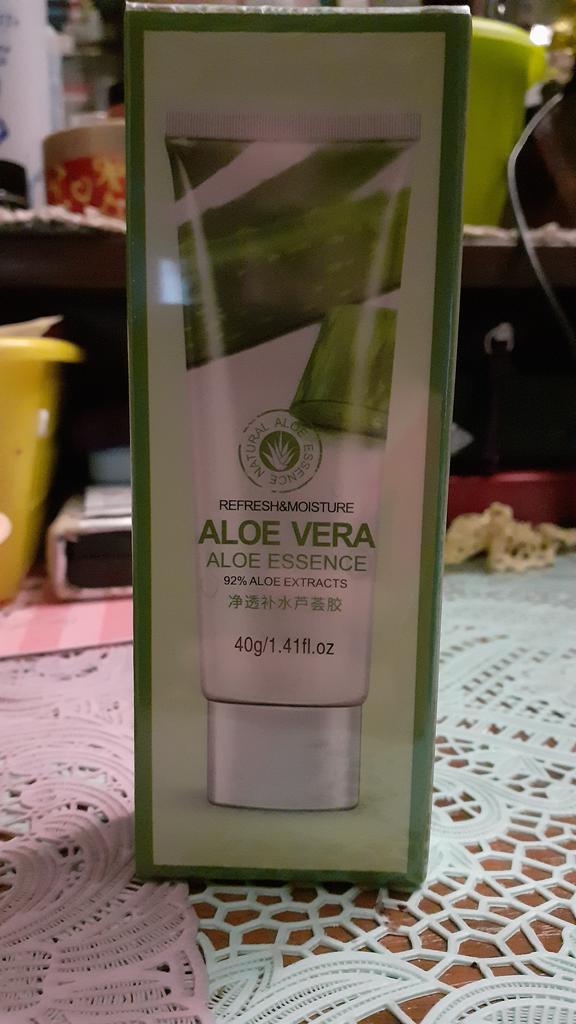 NATURAL ALOE ESSENCE
REFRESH&MOISTURE
ALOE VERA
ALOE ESSENCE
92% ALOE EXTRACTS
净透补水芦荟胶
40g/1.41fl.oz